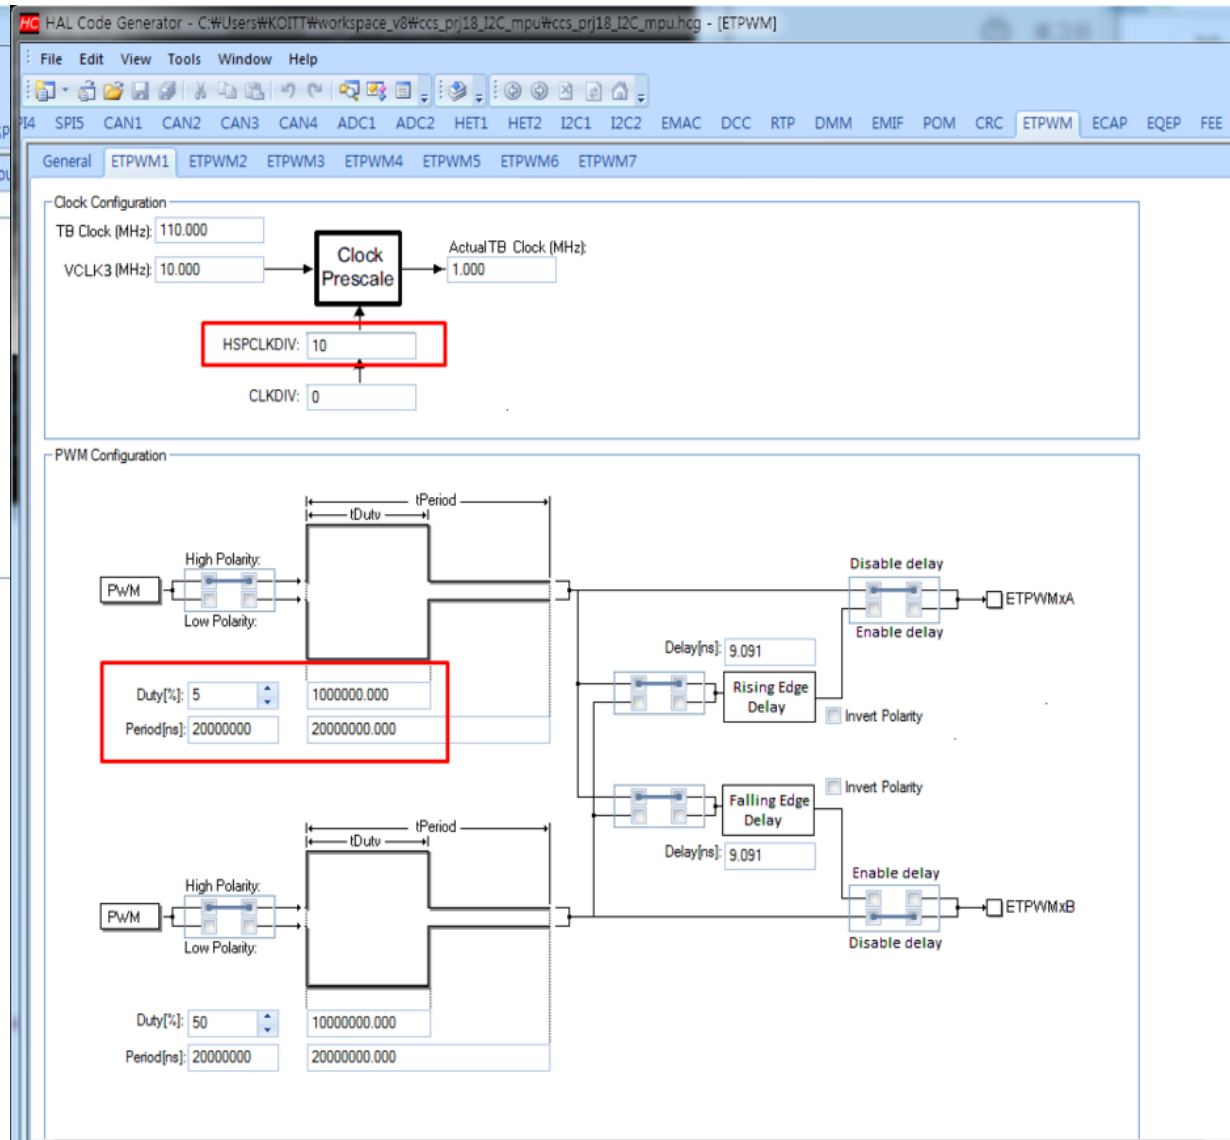 HC HAL Code Generator - C:₩Users₩KOITT₩workspace_v8₩ccs_prj18_I2C_mpu₩ccs_prj18_I2C_mpu.hcg - [ETPWM]
File Edit View Tools Window Help
PI4 SPI5 CAN1 CAN2 CAN3 CAN4 ADC1 ADC2 HET1 HET2 I2C1 I2C2 EMAC DCC RTP DMM EMIF POM CRC ETPWM ECAP EQEP FEE
General ETPWM1 ETPWM2 ETPWM3 ETPWM4 ETPWM5 ETPWM6 ETPWM7
Clock Configuration
TB Clock (MHz): 110.000
VCLK3 (MHz): 10.000
Clock
Prescale
Actual TB Clock (MHz):
1.000
HSPCLKDIV: 10
CLKDIV: 0
PWM Configuration
tPeriod
tDuty
High Polarity:
PWM
Low Polarity:
Duty[%]: 5 1000000.000
Period[ns]: 20000000 20000000.000
Disable delay
ETPWMxA
Enable delay
Delay[ns]: 9.091
Rising Edge
Delay
Invert Polarity
Invert Polarity
Falling Edge
Delay
Delay[ns]: 9.091
Enable delay
ETPWMxB
Disable delay
tPeriod
tDuty
High Polarity:
PWM
Low Polarity:
Duty[%]: 50 10000000.000
Period[ns]: 20000000 20000000.000